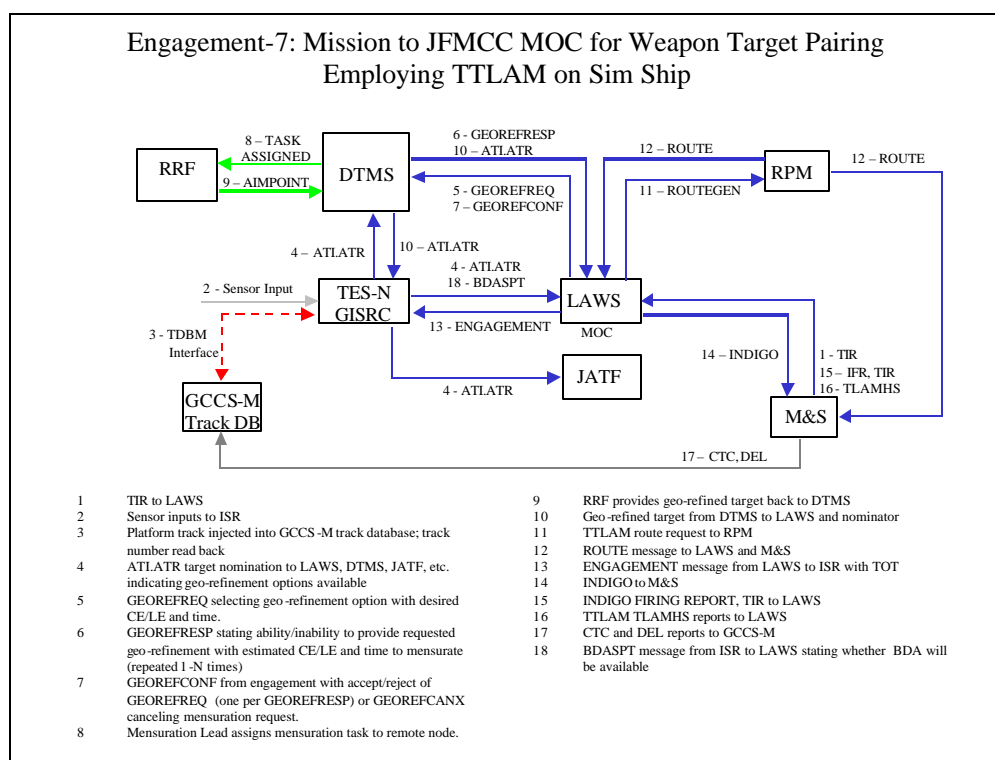 Engagement-7: Mission to JFMCC MOC for Weapon Target Pairing
Employing TTLAM on Sim Ship
8 – TASK
ASSIGNED
RRF
9 – AIMPOINT
DTMS
6 - GEOREFRESP
10 – ATI.ATR
5 - GEOREFREQ
7 – GEOREFCONF
12 – ROUTE
11 – ROUTEGEN
RPM
12 – ROUTE
4 – ATI.ATR
10 – ATI.ATR
2 - Sensor Input
TES-N
GISRC
4 - ATI.ATR
18 - BDASPT
13 - ENGAGEMENT
LAWS
MOC
3 - TDBM
Interface
14 – INDIGO
1 - TIR
15 – IFR, TIR
16 - TLAMHS
4 - ATI.ATR
JATF
GCCS-M
Track DB
M&S
17 – CTC, DEL
1 TIR to LAWS
2 Sensor inputs to ISR
3 Platform track injected into GCCS-M track database; track
number read back
4 ATI.ATR target nomination to LAWS, DTMS, JATF, etc.
indicating geo-refinement options available
5 GEOREFREQ selecting geo-refinement option with desired
CE/LE and time.
6 GEOREFRESP stating ability/inability to provide requested
geo-refinement with estimated CE/LE and time to mensurate
(repeated 1-N times)
7 GEOREFCONF from engagement with accept/reject of
GEOREFREQ (one per GEOREFRESP) or GEOREFCANX
canceling mensuration request.
8 Mensuration Lead assigns mensuration task to remote node.
9 RRF provides geo-refined target back to DTMS
10 Geo-refined target from DTMS to LAWS and nominator
11 TTLAM route request to RPM
12 ROUTE message to LAWS and M&S
13 ENGAGEMENT message from LAWS to ISR with TOT
14 INDIGO to M&S
15 INDIGO FIRING REPORT, TIR to LAWS
16 TTLAM TLAMHS reports to LAWS
17 CTC and DEL reports to GCCS-M
18 BDASPT message from ISR to LAWS stating whether BDA will
be available